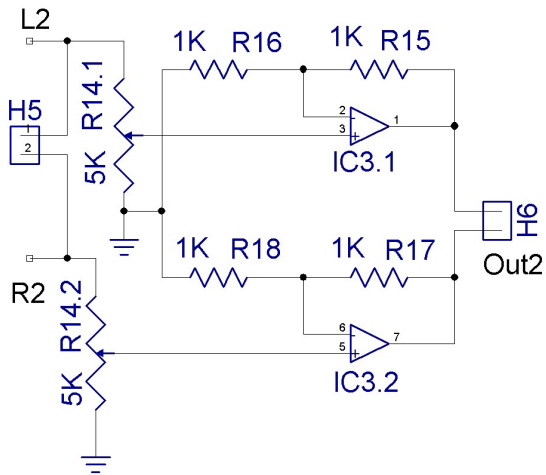 L2
1K R16
1K R15
H5
1
2
R14.1
5K
2
3
1
IC3.1
H6
Out2
1K R18
1K R17
R2
R14.2
5K
6
5
7
IC3.2